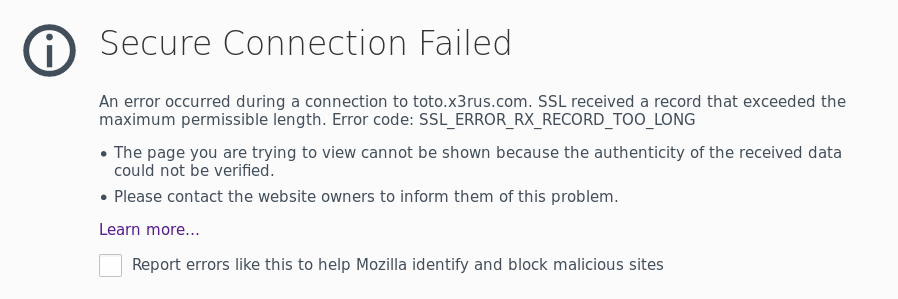 Secure Connection Failed
An error occurred during a connection to toto.x3rus.com. SSL received a record that exceeded the
maximum permissible length. Error code: SSL_ERROR_RX_RECORD_TOO_LONG
• The page you are trying to view cannot be shown because the authenticity of the received data
could not be verified.
• Please contact the website owners to inform them of this problem.
Learn more...
Report errors like this to help Mozilla identify and block malicious sites